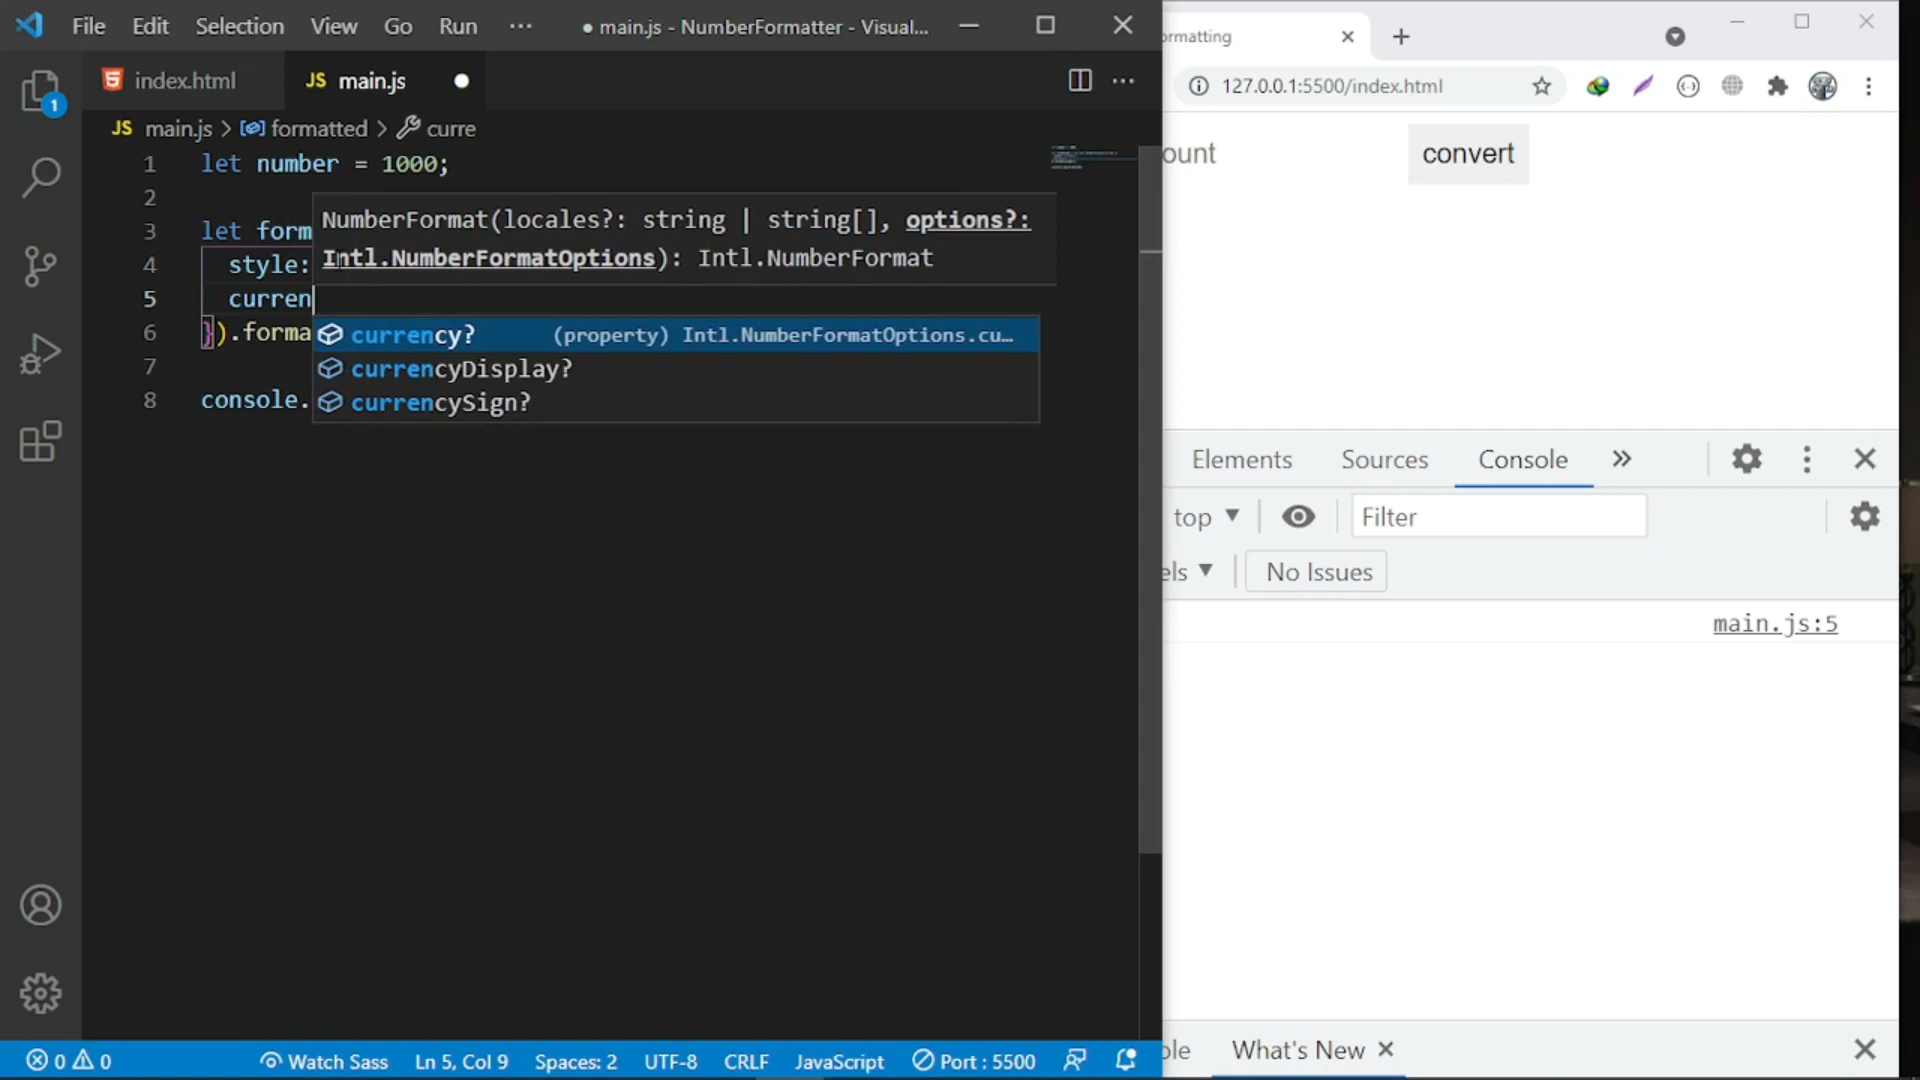 File Edit Selection View Go Run ··· ● main.js - NumberFormatter - Visual...
index.html
JS main.js
JS main.js > formatted > curre
1 let number = 1000;
2
3 let form
4 style:
5 curren
6 }).forma
7
8 console.
NumberFormat(locales?: string | string[], options?:
Intl.NumberFormatOptions): Intl.NumberFormat
currency? (property) Intl.NumberFormatOptions.cu...
currencyDisplay?
currencySign?
1
0 0 Watch Sass Ln 5, Col 9 Spaces: 2 UTF-8 CRLF JavaScript Port : 5500
ormatting
127.0.0.1:5500/index.html
ount convert
Elements Sources Console »
top Filter
els No Issues
main.js:5
ole What's New